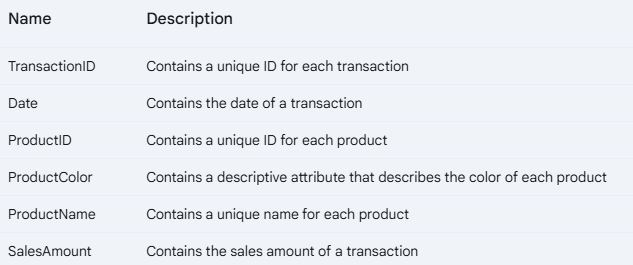 Name Description
TransactionID Contains a unique ID for each transaction
Date Contains the date of a transaction
ProductID Contains a unique ID for each product
ProductColor Contains a descriptive attribute that describes the color of each product
ProductName Contains a unique name for each product
SalesAmount Contains the sales amount of a transaction